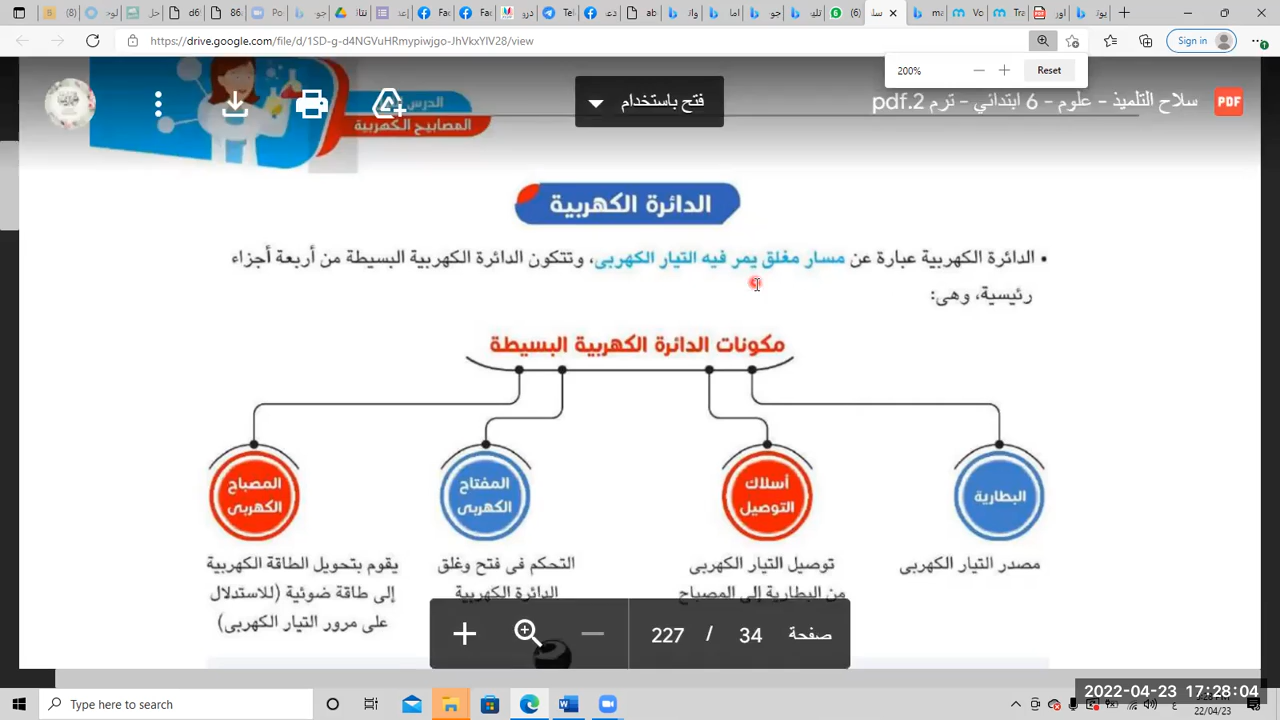 https://drive.google.com/file/d/1SD-g-d4NGVuHRmypiwjgo-JhVkxYlV28/view
Sign in
200%
Reset
سلاح التلميذ - علوم - 6 ابتدائي - ترم 2.pdf
PDF
فتح باستخدام
الدرس
المصابيح الكهربية
الدائرة الكهربية
• الدائرة الكهربية عبارة عن مسار مغلق يمر فيه التيار الكهربى، وتتكون الدائرة الكهربية البسيطة من أربعة أجزاء
رئيسية، وهى:
مكونات الدائرة الكهربية البسيطة
البطارية
أسلاك
التوصيل
المفتاح
الكهربى
المصباح
الكهربى
مصدر التيار الكهربى
توصيل التيار الكهربى
من البطارية إلى المصباح
التحكم فى فتح وغلق
الدائرة الكهربية
يقوم بتحويل الطاقة الكهربية
إلى طاقة ضوئية (للاستدلال
على مرور التيار الكهربى)
صفحة 34 / 227
Type here to search
2022-04-23 17:28:04
22/04/23